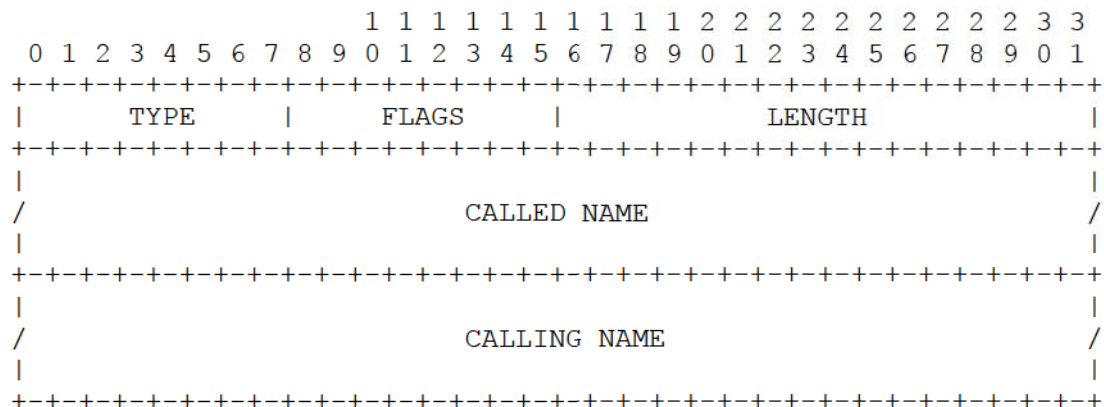 1 1 1 1 1 1 1 1 1 1 2 2 2 2 2 2 2 2 2 2 3 3
0 1 2 3 4 5 6 7 8 9 0 1 2 3 4 5 6 7 8 9 0 1 2 3 4 5 6 7 8 9 0 1
+-+-+-+-+-+-+-+-+-+-+-+-+-+-+-+-+-+-+-+-+-+-+-+-+-+-+-+-+-+-+-+-+
| TYPE | FLAGS | LENGTH |
+-+-+-+-+-+-+-+-+-+-+-+-+-+-+-+-+-+-+-+-+-+-+-+-+-+-+-+-+-+-+-+-+
| |
/ CALLED NAME /
| |
+-+-+-+-+-+-+-+-+-+-+-+-+-+-+-+-+-+-+-+-+-+-+-+-+-+-+-+-+-+-+-+-+
| |
/ CALLING NAME /
| |
+-+-+-+-+-+-+-+-+-+-+-+-+-+-+-+-+-+-+-+-+-+-+-+-+-+-+-+-+-+-+-+-+